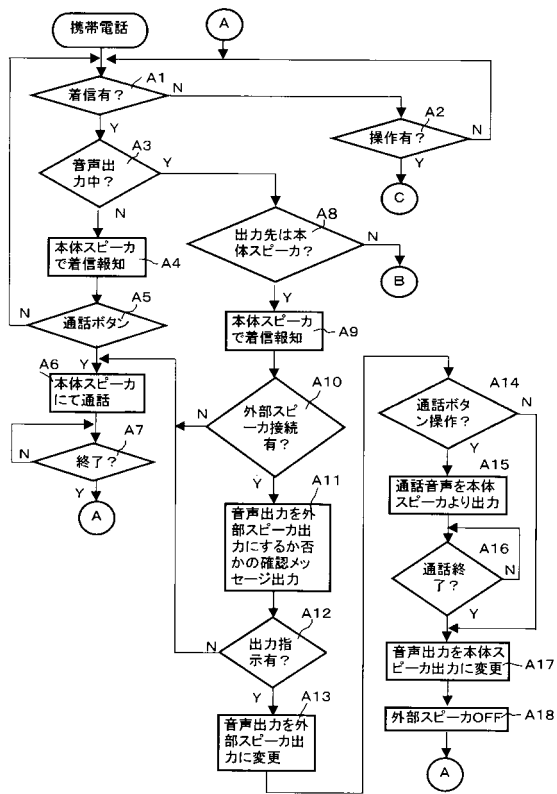 携帯電話
A
着信有？
A1
N
Y
操作有？
A2
N
Y
C
音声出
力中？
A3
Y
N
本体スピーカ
で着信報知
A4
通話ボタン
A5
N
Y
本体スピーカ
にて通話
A6
終了？
A7
N
Y
A
出力先は本
体スピーカ？
A8
N
B
Y
本体スピーカ
で着信報知
A9
外部スピ
ーカ接続
有？
A10
N
Y
音声出力を外
部スピーカ出
力にするか否
かの確認メッ
セージ出力
A11
出力指
示有？
A12
N
Y
音声出力を外
部スピーカ出
力に変更
A13
通話ボタ
ン操作？
A14
N
Y
通話音声を本体
スピーカより出力
A15
通話終
了？
A16
N
Y
音声出力を本体ス
ピーカ出力に変更
A17
外部スピーカOFF
A18
A